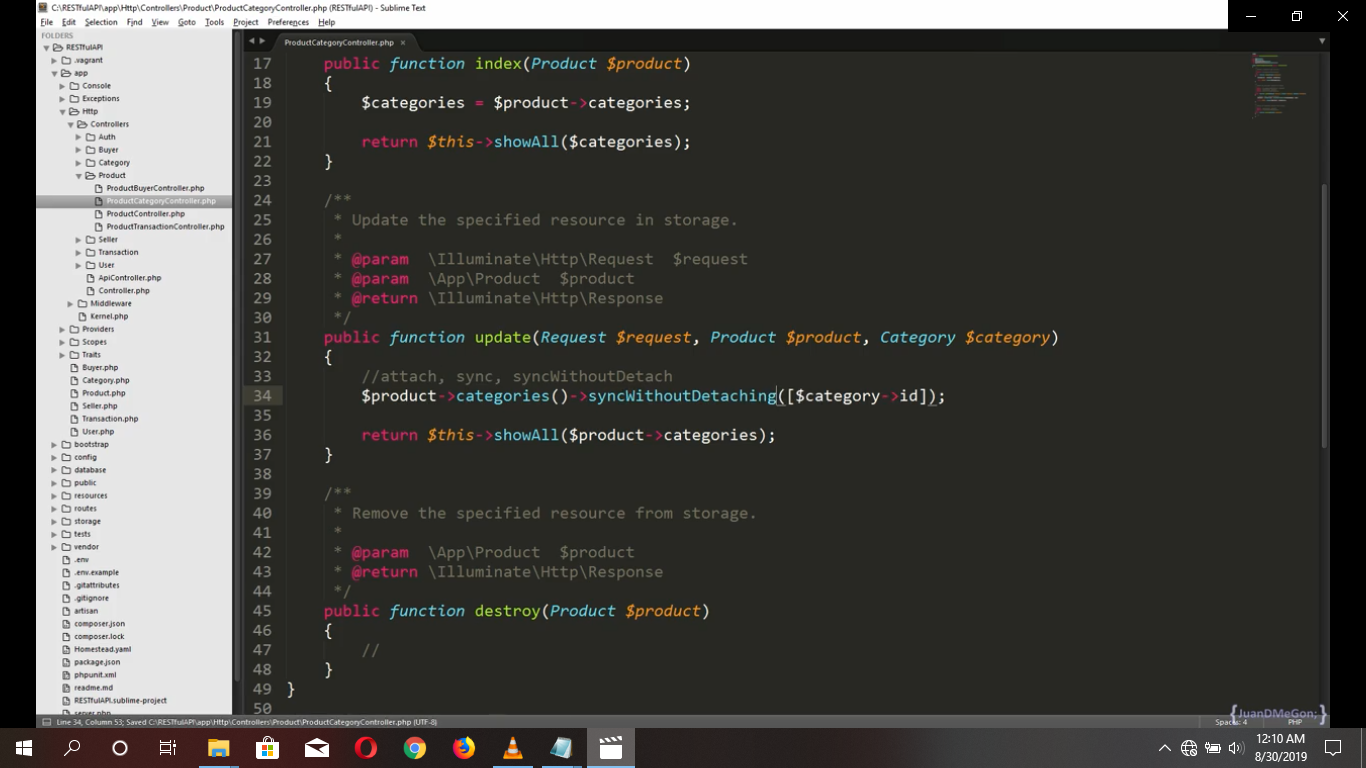 C:\RESTfulAPI\app\Http\Controllers\Product\ProductCategoryController.php (RESTfulAPI) - Sublime Text
File Edit Selection Find View Goto Tools Project Preferences Help
FOLDERS
RESTfulAPI
.vagrant
app
Console
Exceptions
Http
Controllers
Auth
Buyer
Category
Product
ProductBuyerController.php
ProductCategoryController.php
ProductController.php
ProductTransactionController.php
Seller
Transaction
User
ApiController.php
Controller.php
Middleware
Kernel.php
Providers
Scopes
Traits
Buyer.php
Category.php
Product.php
Seller.php
Transaction.php
User.php
bootstrap
config
database
public
resources
routes
storage
tests
vendor
.env
.env.example
.gitattributes
.gitignore
artisan
composer.json
composer.lock
Homestead.yaml
package.json
phpunit.xml
readme.md
RESTfulAPI.sublime-project
server.php
ProductCategoryController.php ×
17 public function index(Product $product)
18 {
19 $categories = $product->categories;
20
21 return $this->showAll($categories);
22 }
23
24 /**
25 * Update the specified resource in storage.
26 *
27 * @param \Illuminate\Http\Request $request
28 * @param \App\Product $product
29 * @return \Illuminate\Http\Response
30 */
31 public function update(Request $request, Product $product, Category $category)
32 {
33 //attach, sync, syncWithoutDetach
34 $product->categories()->syncWithoutDetaching([$category->id]);
35
36 return $this->showAll($product->categories);
37 }
38
39 /**
40 * Remove the specified resource from storage.
41 *
42 * @param \App\Product $product
43 * @return \Illuminate\Http\Response
44 */
45 public function destroy(Product $product)
46 {
47 //
48 }
49 }
50
Line 34, Column 53; Saved C:\RESTfulAPI\app\Http\Controllers\Product\ProductCategoryController.php (UTF-8)
Spaces: 4
PHP
{JuanDMeGon;}
12:10 AM
8/30/2019